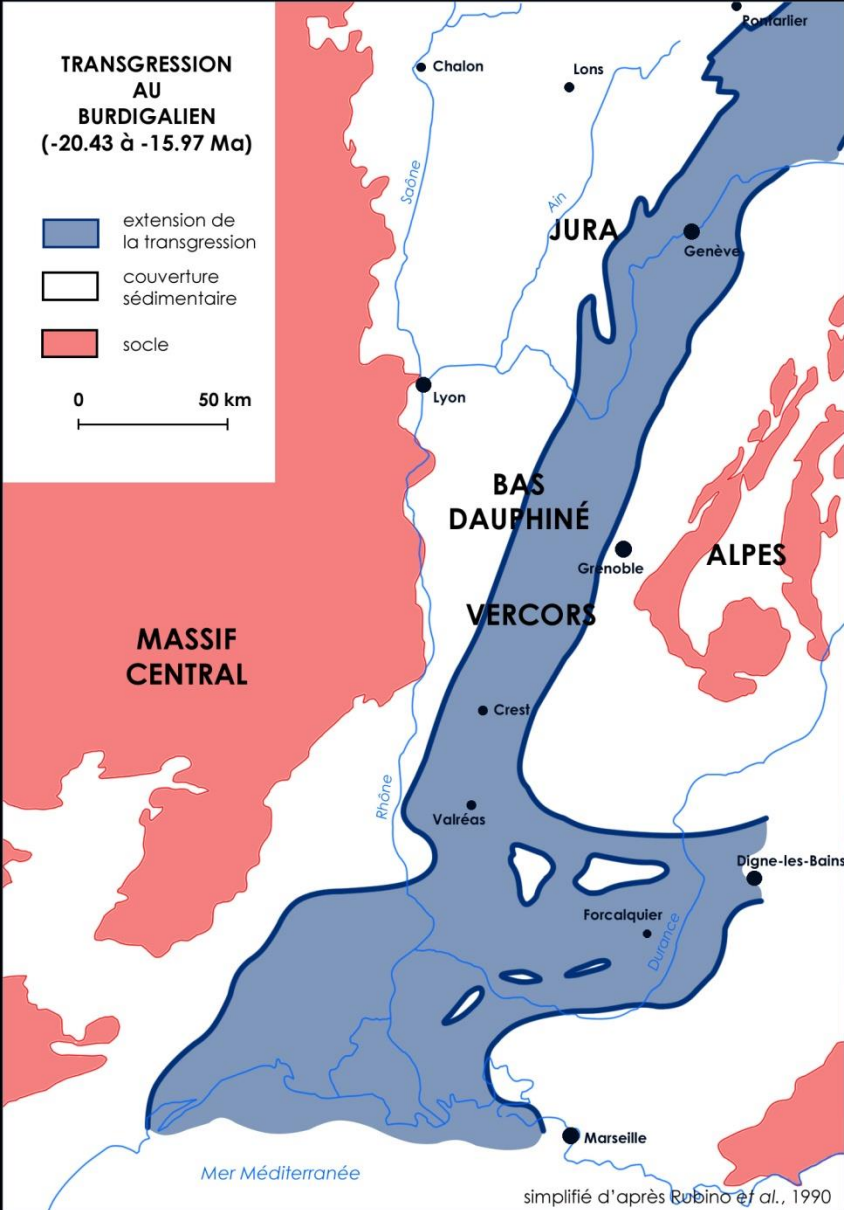 TRANSGRESSION
AU
BURDIGALIEN
(-20.43 à -15.97 Ma)
extension de
la transgression
couverture
sédimentaire
socle
0 50 km
Pontarlier
Chalon
Lons
Saône
Ain
JURA
Genève
Lyon
BAS
DAUPHINÉ
Grenoble
ALPES
VERCORS
MASSIF
CENTRAL
Crest
Rhône
Valréas
Digne-les-Bains
Forcalquier
Durance
Marseille
Mer Méditerranée
simplifié d'après Rubino et al., 1990